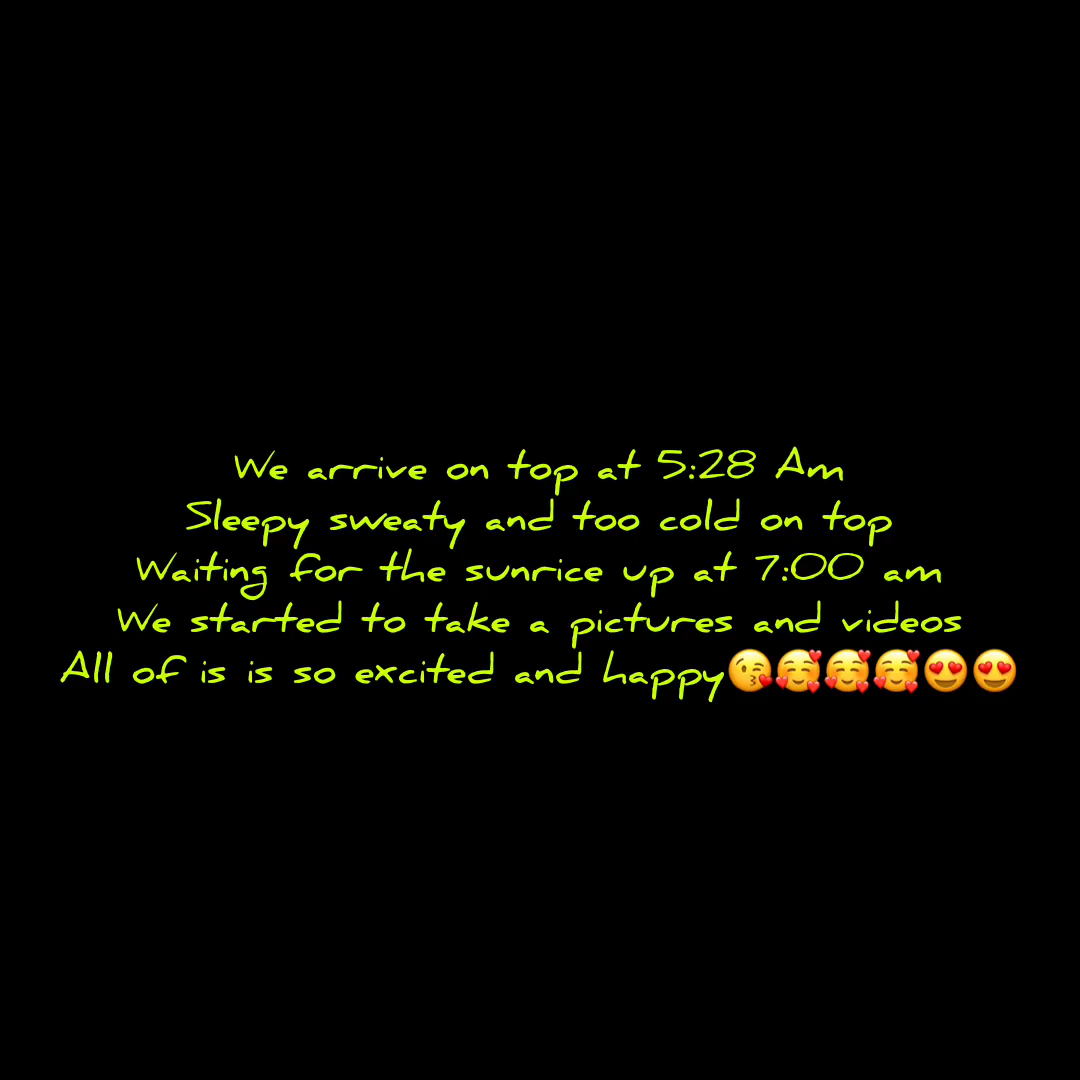 We arrive on top at 5:28 Am
Sleepy sweaty and too cold on top
Waiting for the sunrice up at 7:00 am
We started to take a pictures and videos
All of is is so excited and happy😘🥰🥰🥰😍😍